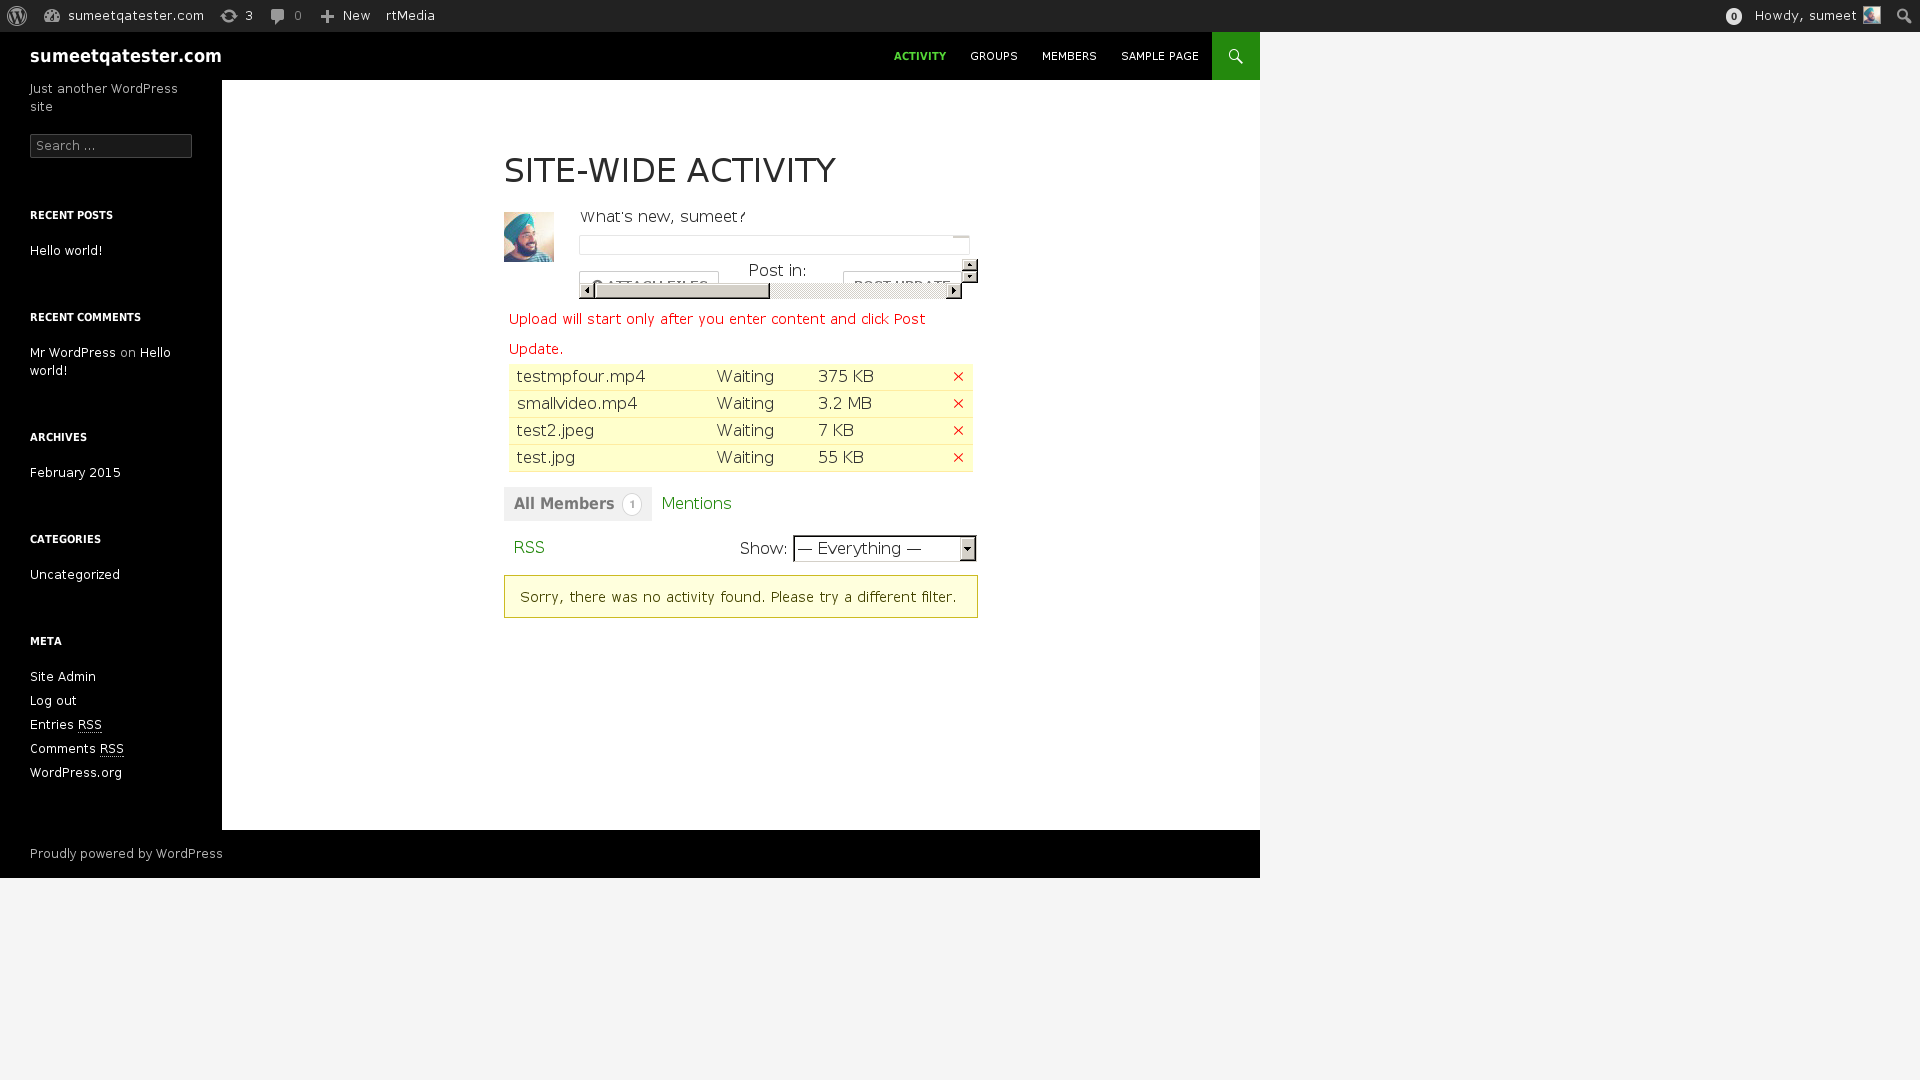 sumeetqatester.com 3 0 New rtMedia 0 Howdy, sumeet
sumeetqatester.com ACTIVITY GROUPS MEMBERS SAMPLE PAGE
Just another WordPress
site
Search ...
RECENT POSTS
Hello world!
RECENT COMMENTS
Mr WordPress on Hello
world!
ARCHIVES
February 2015
CATEGORIES
Uncategorized
META
Site Admin
Log out
Entries RSS
Comments RSS
WordPress.org
SITE-WIDE ACTIVITY
What's new, sumeet?
Post in:
ATTACH FILES POST UPDATE
Upload will start only after you enter content and click Post
Update.
testmpfour.mp4 Waiting 375 KB ×
smallvideo.mp4 Waiting 3.2 MB ×
test2.jpeg Waiting 7 KB ×
test.jpg Waiting 55 KB ×
All Members 1 Mentions
RSS Show: — Everything —
Sorry, there was no activity found. Please try a different filter.
Proudly powered by WordPress